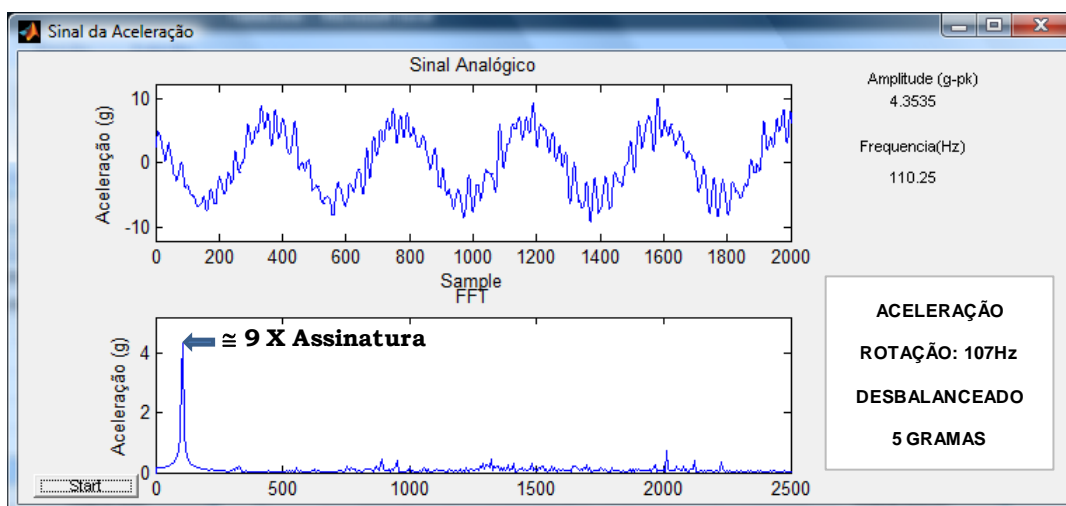 Sinal da Aceleração
Sinal Analógico
Aceleração (g)
10
0
-10
0 200 400 600 800 1000 1200 1400 1600 1800 2000
Sample
Amplitude (g-pk)
4.3535
Frequencia(Hz)
110.25
FFT
Aceleração (g)
4
2
0
≅ 9 X Assinatura
0 500 1000 1500 2000 2500
Start
ACELERAÇÃO
ROTAÇÃO: 107Hz
DESBALANCEADO
5 GRAMAS